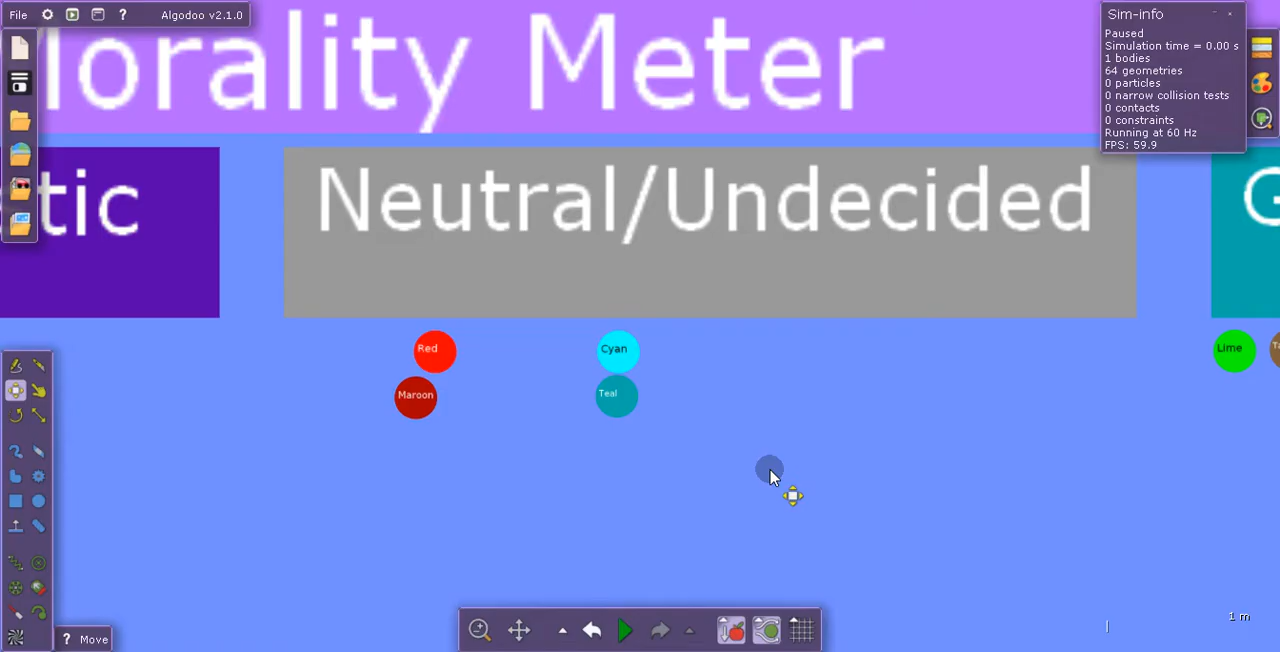 File ? Algodoo v2.1.0
orality Meter
Sim-info
Paused
Simulation time = 0.00 s
1 bodies
64 geometries
0 particles
0 narrow collision tests
0 contacts
0 constraints
Running at 60 Hz
FPS: 59.9
tic
Neutral/Undecided
G
Red
Cyan
Lime
Ta
Maroon
Teal
1 m
? Move